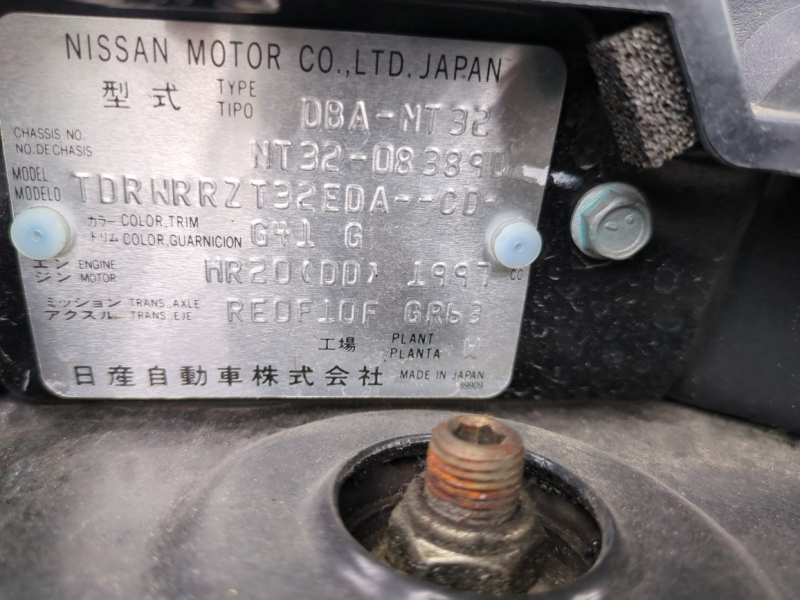 NISSAN MOTOR CO.,LTD. JAPAN
型式 TYPE TIPO DBA-NT32
CHASSIS NO. NO.DE CHASIS NT32-083890
MODEL MODELO TDRNRRZT32EDA--CD-
カラー トリム COLOR,TRIM COLOR,GUARNICION G41 G
エンジン ENGINE MOTOR MR20(DD) 1997 CC
ミッション アクスル TRANS.,AXLE TRANS.,EJE RE0F10F GR63
工場 PLANT PLANTA
日産自動車株式会社 MADE IN JAPAN
89909